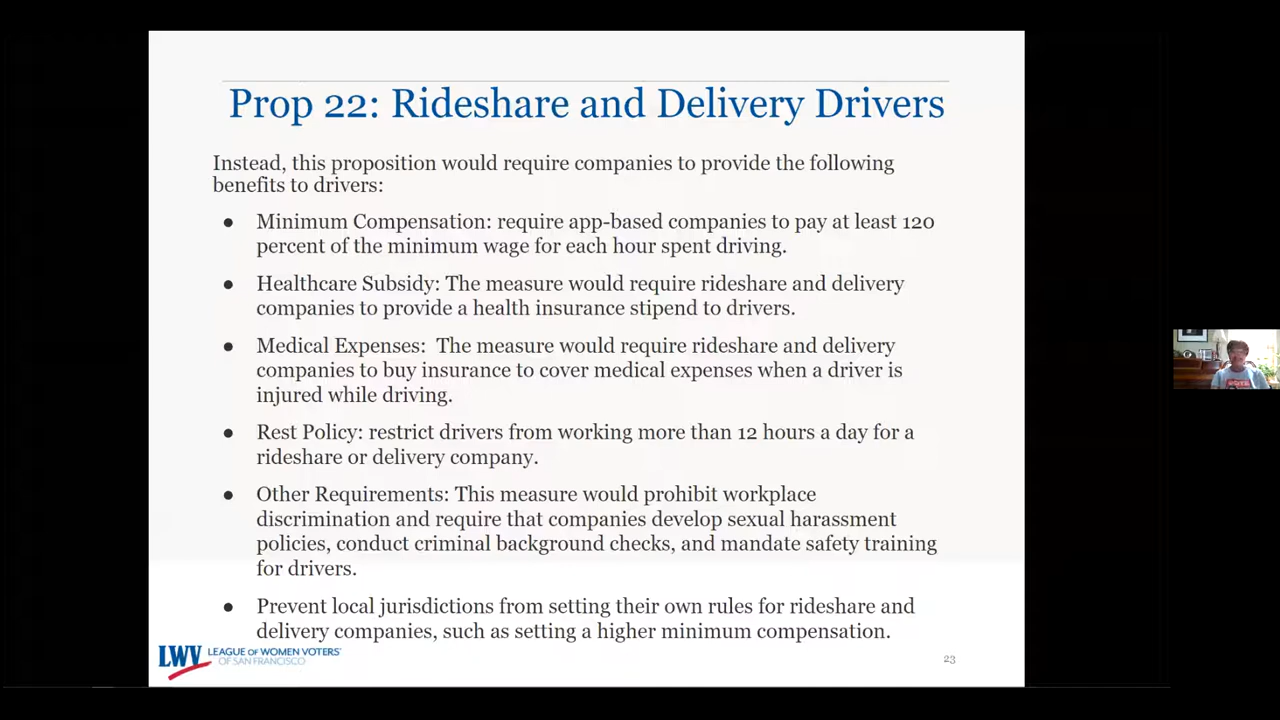 Prop 22: Rideshare and Delivery Drivers
Instead, this proposition would require companies to provide the following
benefits to drivers:
● Minimum Compensation: require app-based companies to pay at least 120
percent of the minimum wage for each hour spent driving.
● Healthcare Subsidy: The measure would require rideshare and delivery
companies to provide a health insurance stipend to drivers.
● Medical Expenses:  The measure would require rideshare and delivery
companies to buy insurance to cover medical expenses when a driver is
injured while driving.
● Rest Policy: restrict drivers from working more than 12 hours a day for a
rideshare or delivery company.
● Other Requirements: This measure would prohibit workplace
discrimination and require that companies develop sexual harassment
policies, conduct criminal background checks, and mandate safety training
for drivers.
● Prevent local jurisdictions from setting their own rules for rideshare and
delivery companies, such as setting a higher minimum compensation.
LWV LEAGUE OF WOMEN VOTERS®
OF SAN FRANCISCO
23